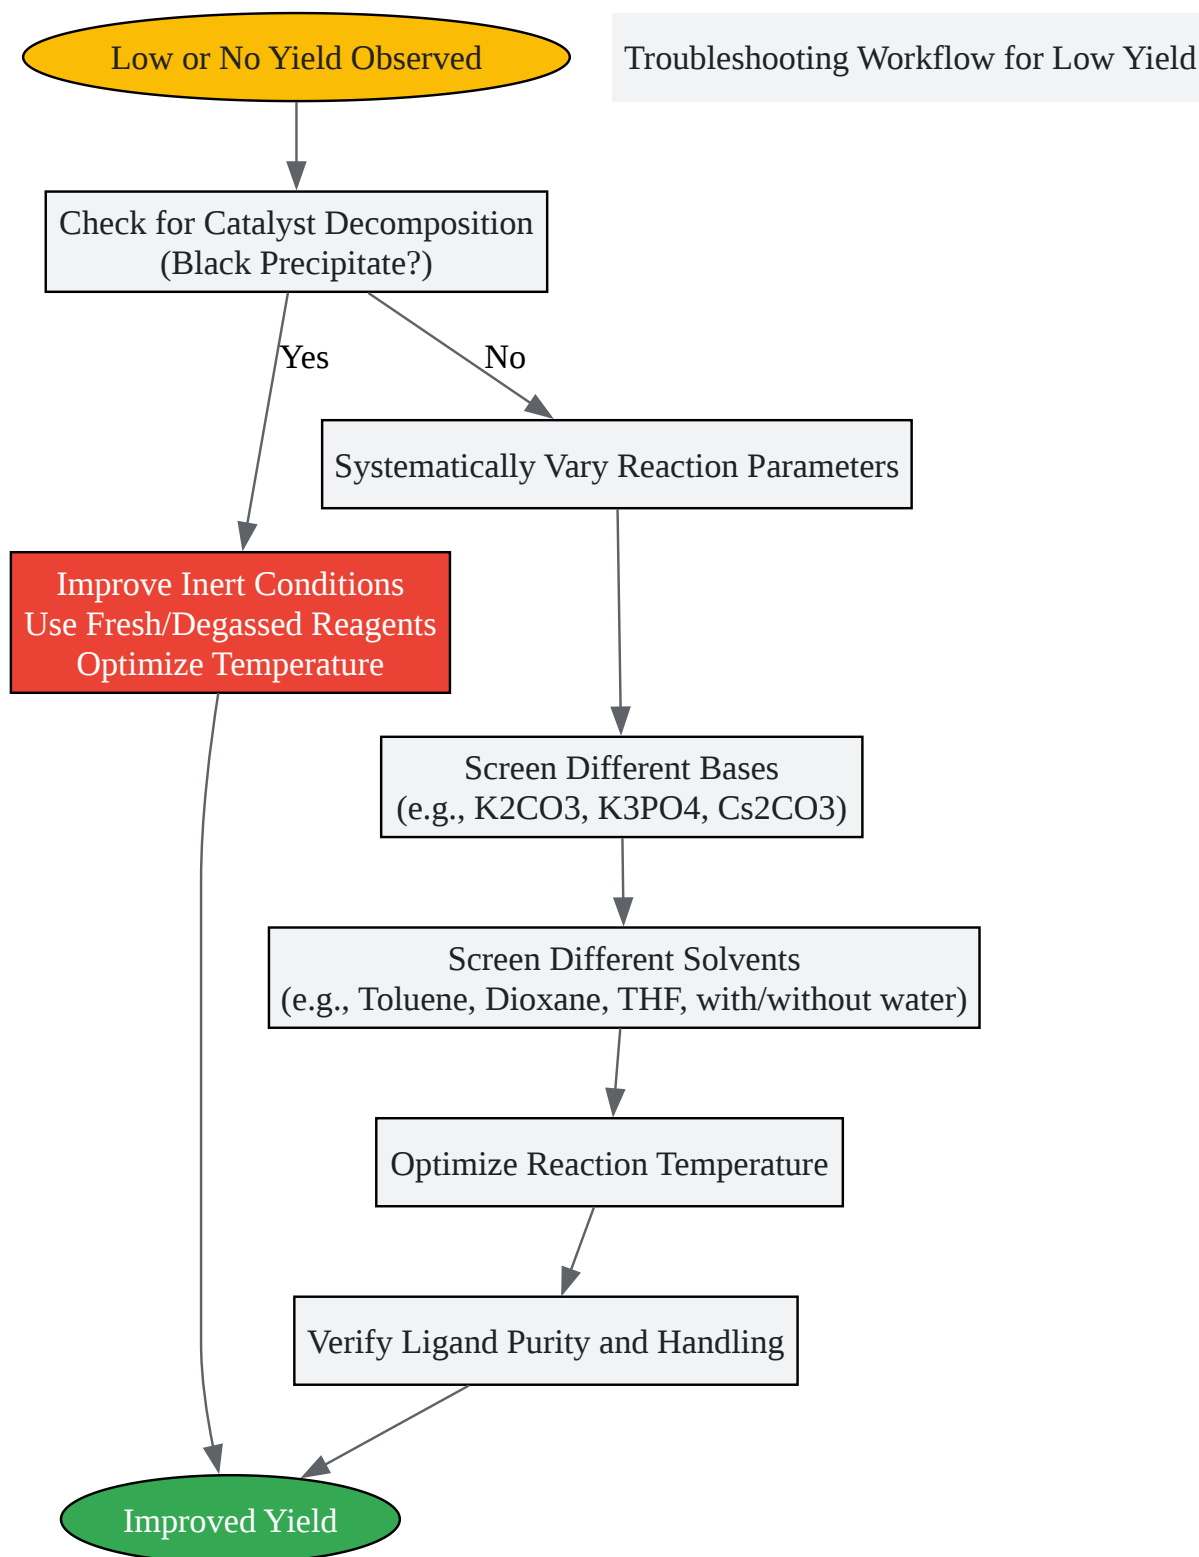 Low or No Yield Observed
Troubleshooting Workflow for Low Yield
Check for Catalyst Decomposition
(Black Precipitate?)
Yes
No
Systematically Vary Reaction Parameters
Improve Inert Conditions
Use Fresh/Degassed Reagents
Optimize Temperature
Screen Different Bases
(e.g., K2CO3, K3PO4, Cs2CO3)
Screen Different Solvents
(e.g., Toluene, Dioxane, THF, with/without water)
Optimize Reaction Temperature
Verify Ligand Purity and Handling
Improved Yield